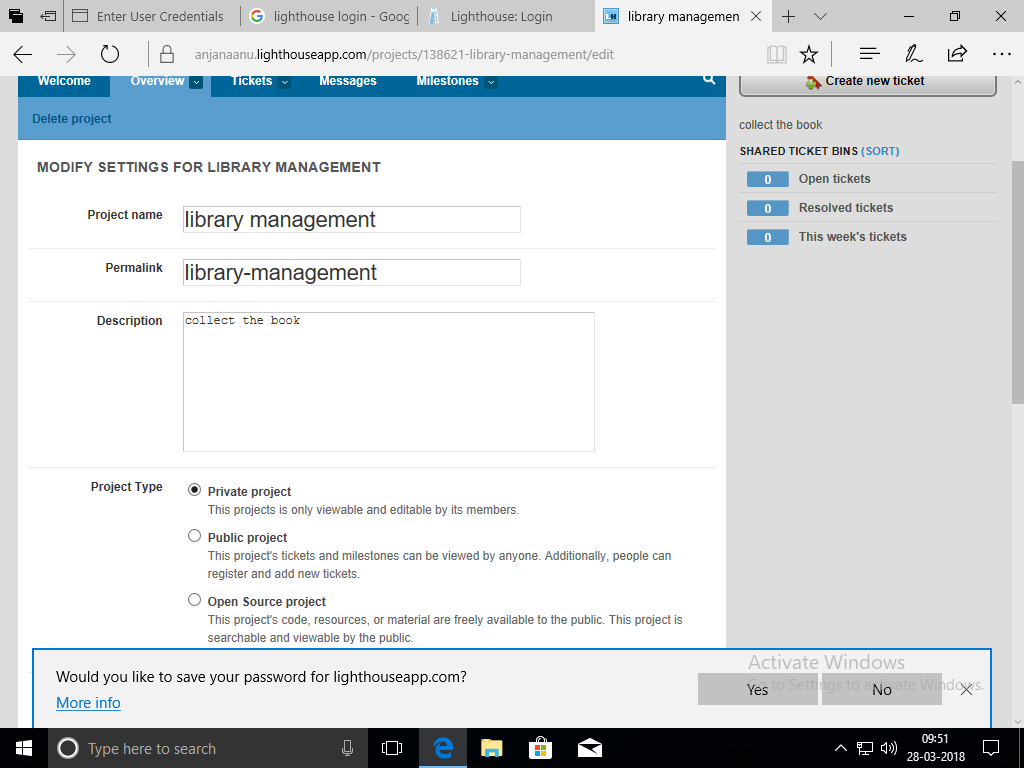 Enter User Credentials
lighthouse login - Goog
Lighthouse: Login
library managemen
anjanaanu.lighthouseapp.com/projects/138621-library-management/edit
Welcome
Overview
Tickets
Messages
Milestones
Create new ticket
Delete project
collect the book
SHARED TICKET BINS (SORT)
0 Open tickets
0 Resolved tickets
0 This week's tickets
MODIFY SETTINGS FOR LIBRARY MANAGEMENT
Project name library management
Permalink library-management
Description collect the book
Project Type Private project
This projects is only viewable and editable by its members.
Public project
This project's tickets and milestones can be viewed by anyone. Additionally, people can
register and add new tickets.
Open Source project
This project's code, resources, or material are freely available to the public. This project is
searchable and viewable by the public.
Activate Windows
Go to Settings to activate Windows.
Would you like to save your password for lighthouseapp.com?
More info
Yes
No
Type here to search
09:51
28-03-2018